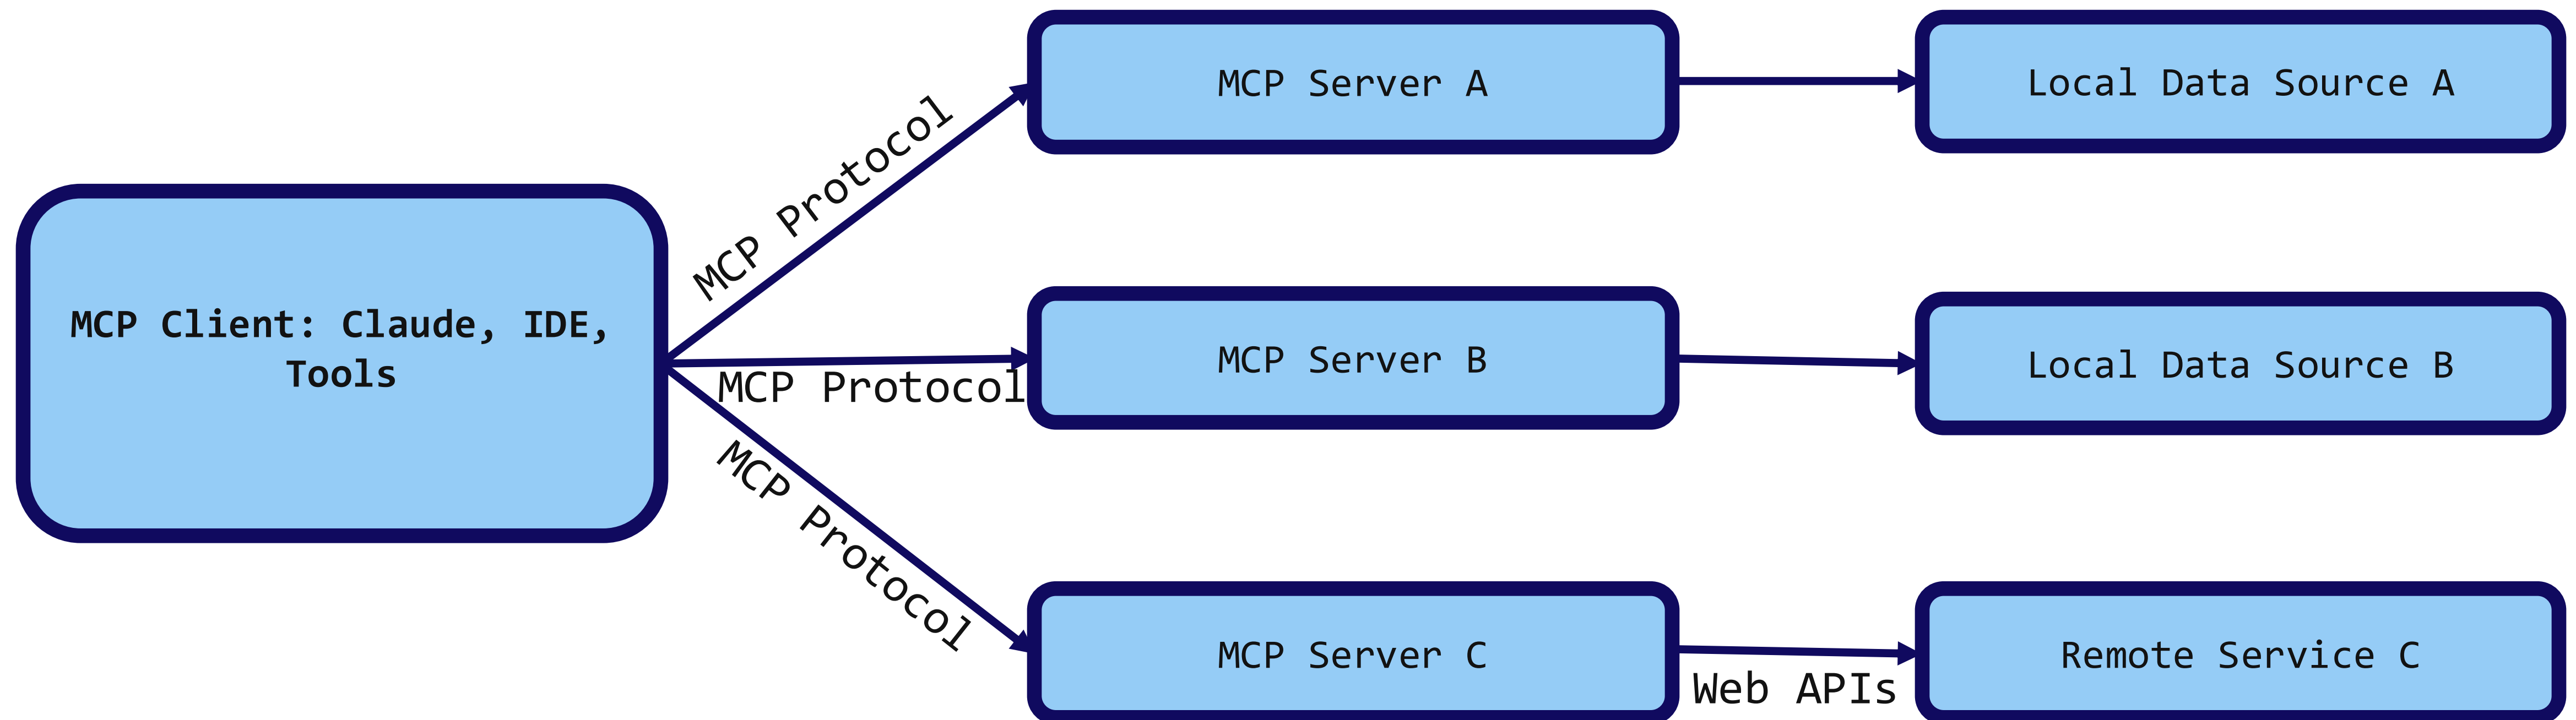 MCP Server A
Local Data Source A
MCP Protocol
MCP Client: Claude, IDE,
Tools
MCP Protocol
MCP Server B
Local Data Source B
MCP Protocol
MCP Server C
Web APIs
Remote Service C